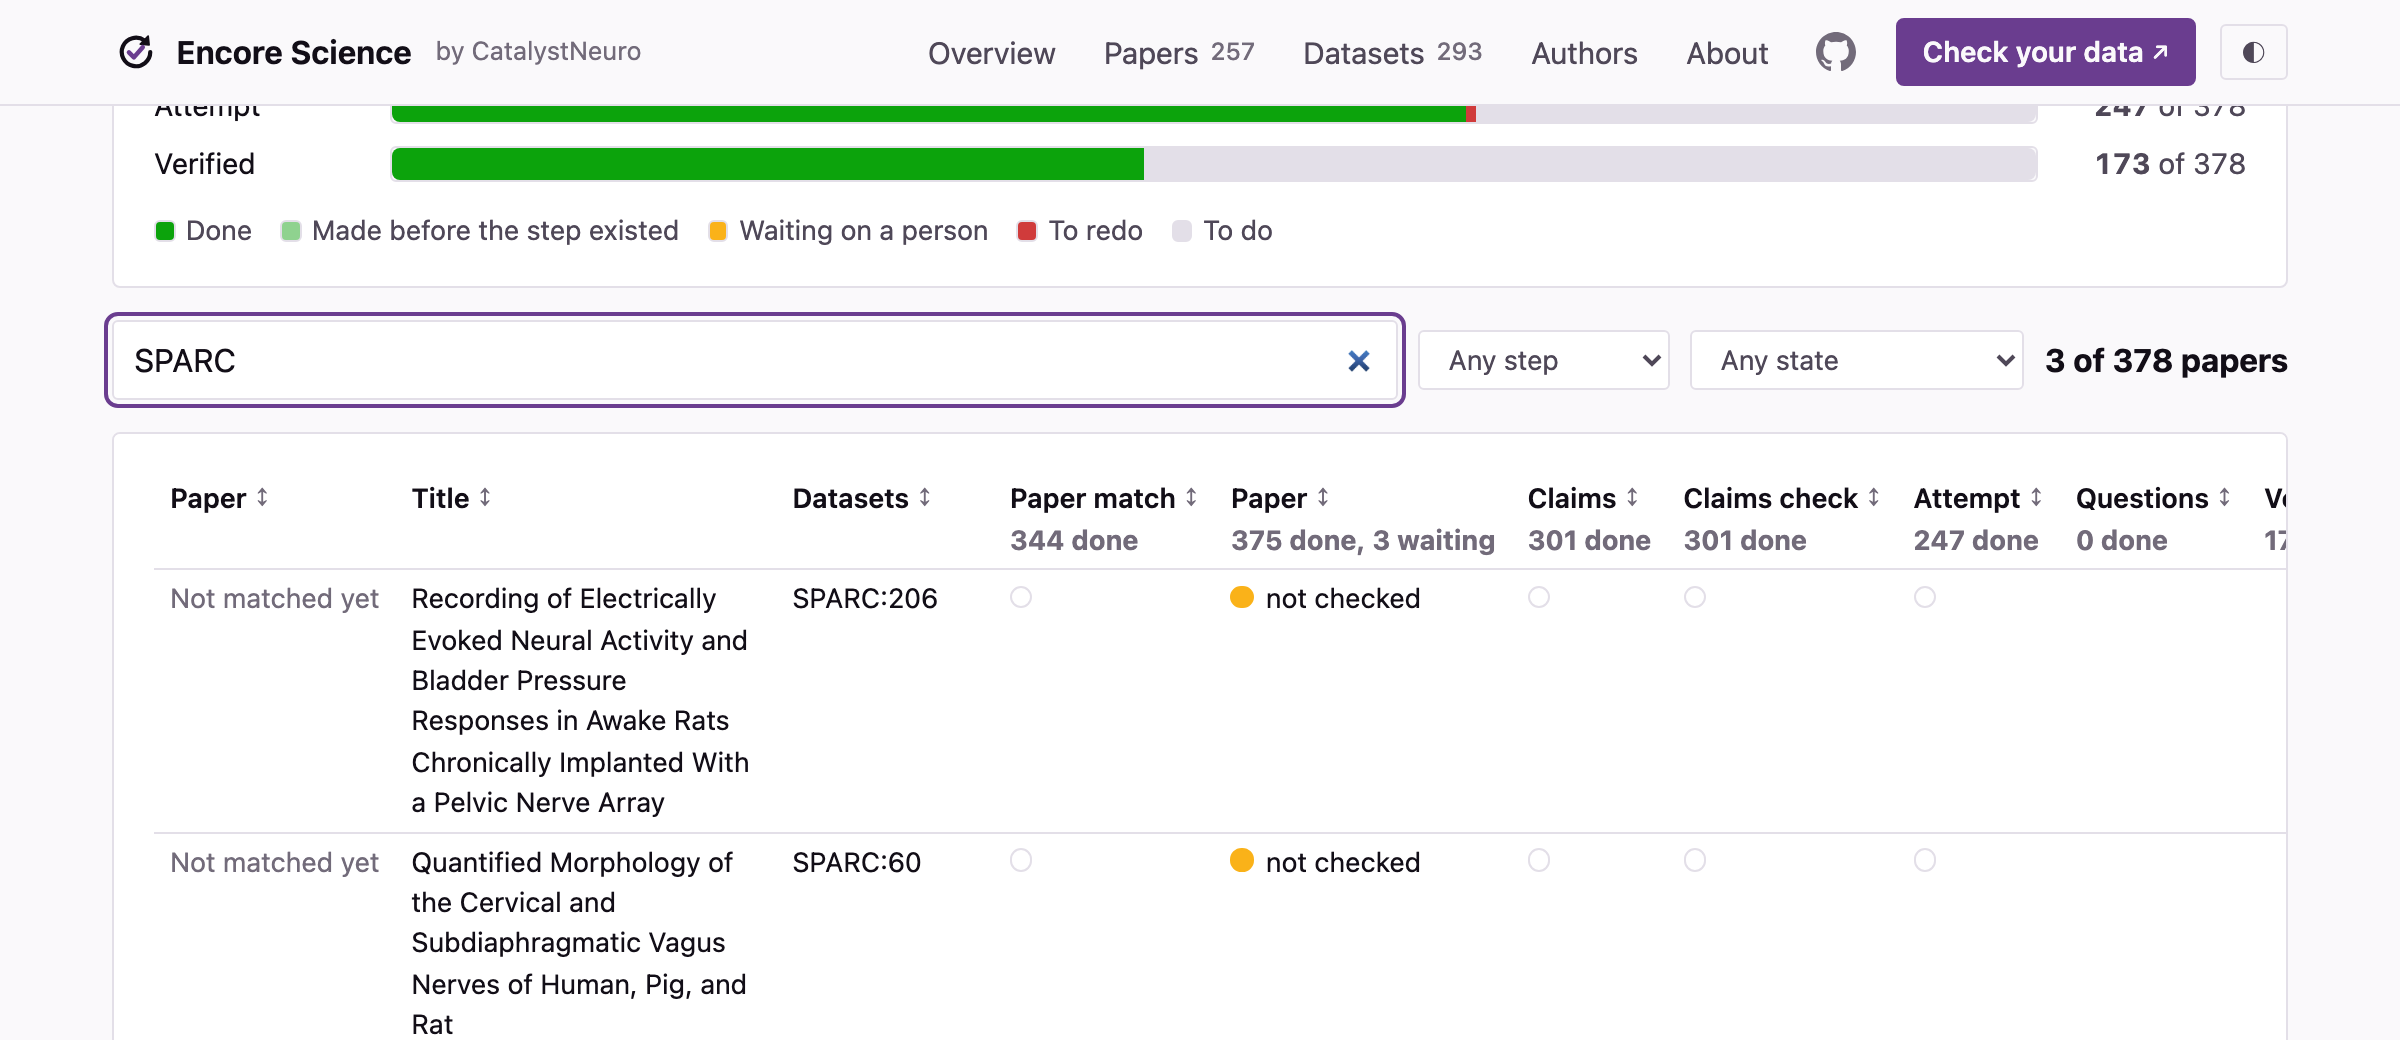 Encore Science by CatalystNeuro Overview Papers 257 Datasets 293 Authors About Check your data ↗
Attempt 247 of 378
Verified 173 of 378
Done Made before the step existed Waiting on a person To redo To do
SPARC Any step Any state 3 of 378 papers
Paper Title Datasets Paper match Paper Claims Claims check Attempt Questions
344 done 375 done, 3 waiting 301 done 301 done 247 done 0 done
Not matched yet Recording of Electrically SPARC:206 not checked
Evoked Neural Activity and
Bladder Pressure
Responses in Awake Rats
Chronically Implanted With
a Pelvic Nerve Array
Not matched yet Quantified Morphology of SPARC:60 not checked
the Cervical and
Subdiaphragmatic Vagus
Nerves of Human, Pig, and
Rat